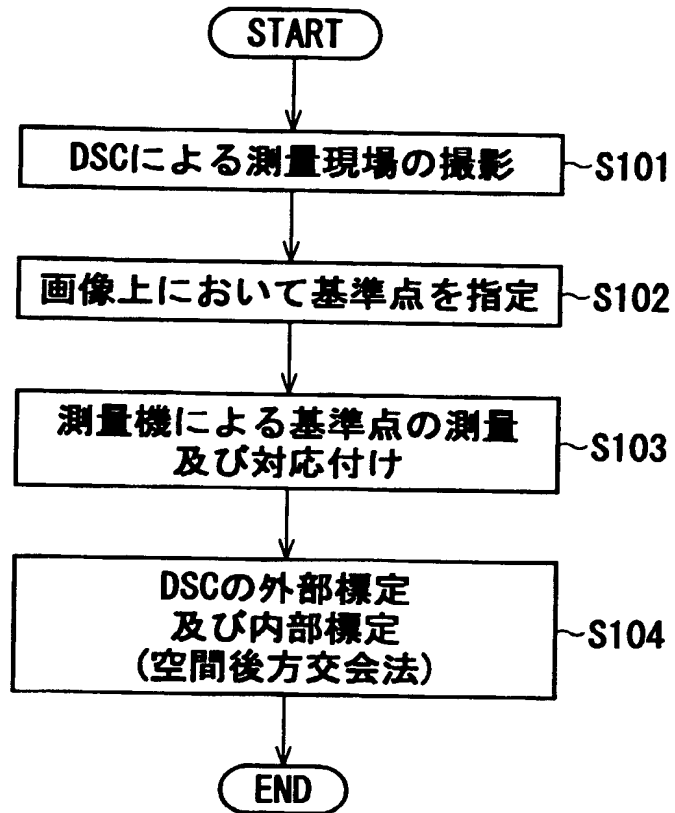 START
DSCによる測量現場の撮影
~S101
画像上において基準点を指定
~S102
測量機による基準点の測量
及び対応付け
~S103
DSCの外部標定
及び内部標定
(空間後方交会法)
~S104
END